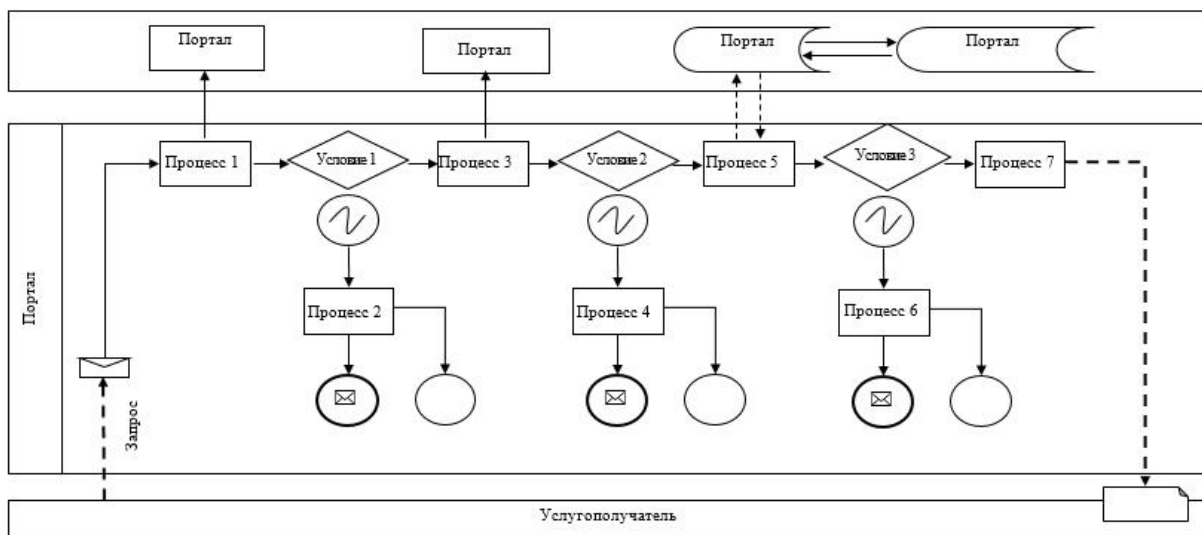 Портал
Портал
Портал
Портал
Процесс 1
Условие 1
Процесс 3
Условие 2
Процесс 5
Условие 3
Процесс 7
Портал
Процесс 2
Процесс 4
Процесс 6
Запрос
Услугополучатель